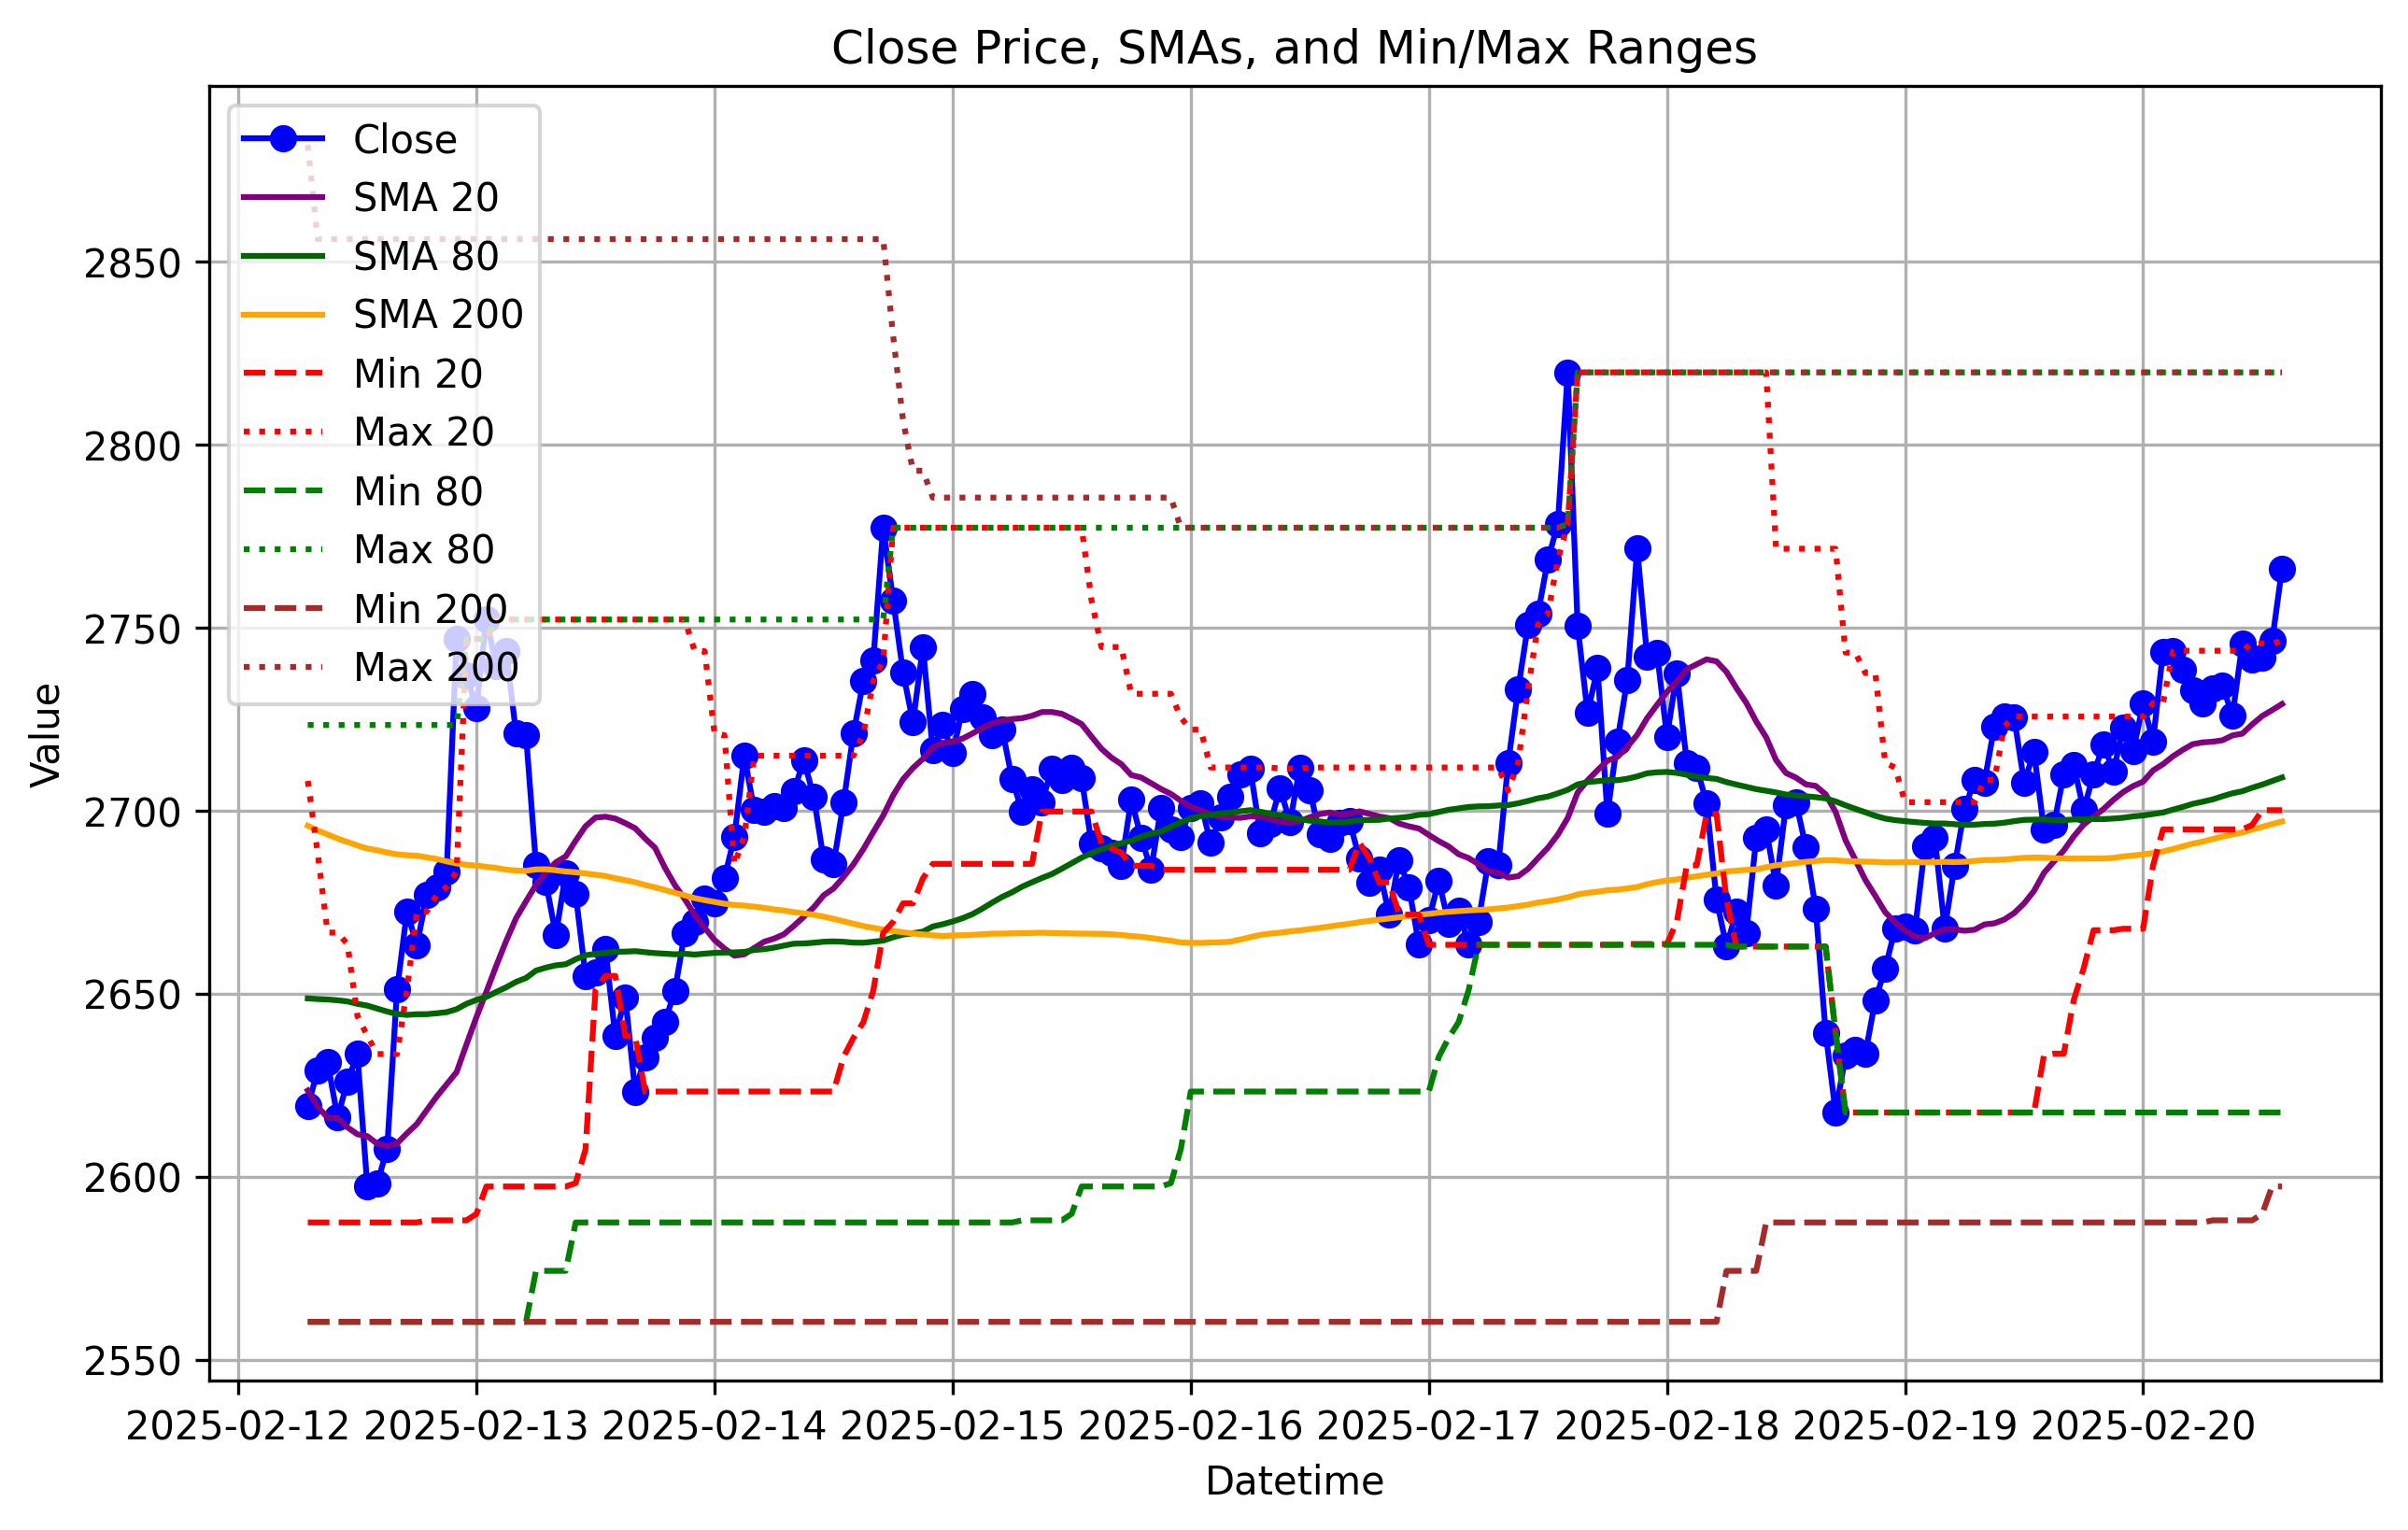 Close Price, SMAs, and Min/Max Ranges
Close
SMA 20
SMA 80
SMA 200
Min 20
Max 20
Min 80
Max 80
Min 200
Max 200
2850
2800
2750
2700
2650
2600
2550
Value
2025-02-12 2025-02-13 2025-02-14 2025-02-15 2025-02-16 2025-02-17 2025-02-18 2025-02-19 2025-02-20
Datetime